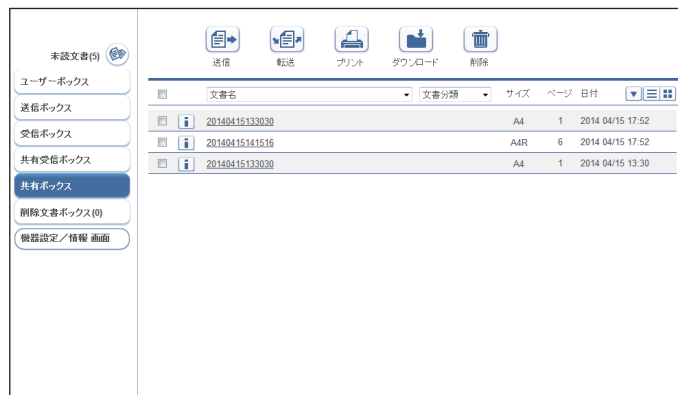 未読文書(5)
送信 転送 プリント ダウンロード 削除
ユーザーボックス
送信ボックス
受信ボックス
共有受信ボックス
共有ボックス
削除文書ボックス(0)
機器設定／情報 画面
文書名 文書分類 サイズ ページ 日付
20140415133030 A4 1 2014 04/15 17:52
20140415141516 A4R 6 2014 04/15 17:52
20140415133030 A4 1 2014 04/15 13:30